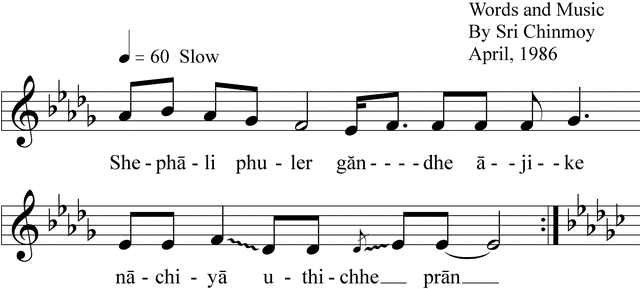 Words and Music
By Sri Chinmoy
April, 1986
= 60 Slow
She - phā - li phu - ler găn - - - - dhe ā - - ji - - ke
nā - chi - yā u - thi - chhe prān